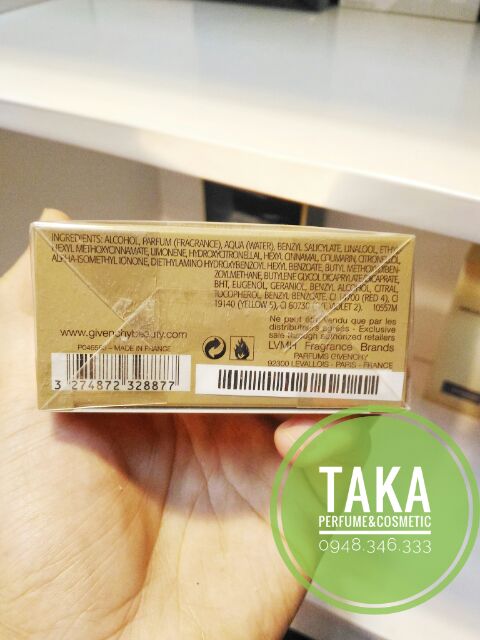 INGREDIENTS: ALCOHOL, PARFUM (FRAGRANCE), AQUA (WATER), BENZYL SALICYLATE, LINALOOL, ETHYL
HEXYL METHOXYCINNAMATE, LIMONENE, HYDROXYCITRONELLAL, HEXYL CINNAMAL, COUMARIN, CITRONELLOL,
ALPHA-ISOMETHYL IONONE, DIETHYLAMINO HYDROXYBENZOYL HEXYL BENZOATE, BUTYL METHOXYDIBEN-
ZOYLMETHANE, BUTYLENE GLYCOL DICAPRYLATE/DICAPRATE,
BHT, EUGENOL, GERANIOL, BENZYL ALCOHOL, CITRAL,
TOCOPHEROL, BENZYL BENZOATE, CI 14700 (RED 4), CI
19140 (YELLOW 5), CI 60730 (EXT. VIOLET 2). 10557M
Ne peut être vendu que par les
distributeurs agréés - Exclusive
sale through authorized retailers
LVMH Fragrance Brands
PARFUMS GIVENCHY
92300 LEVALLOIS - PARIS - FRANCE
www.givenchybeauty.com
MADE IN FRANCE
3 274872 328877
TAKA
PERFUME&COSMETIC
0948.346.333